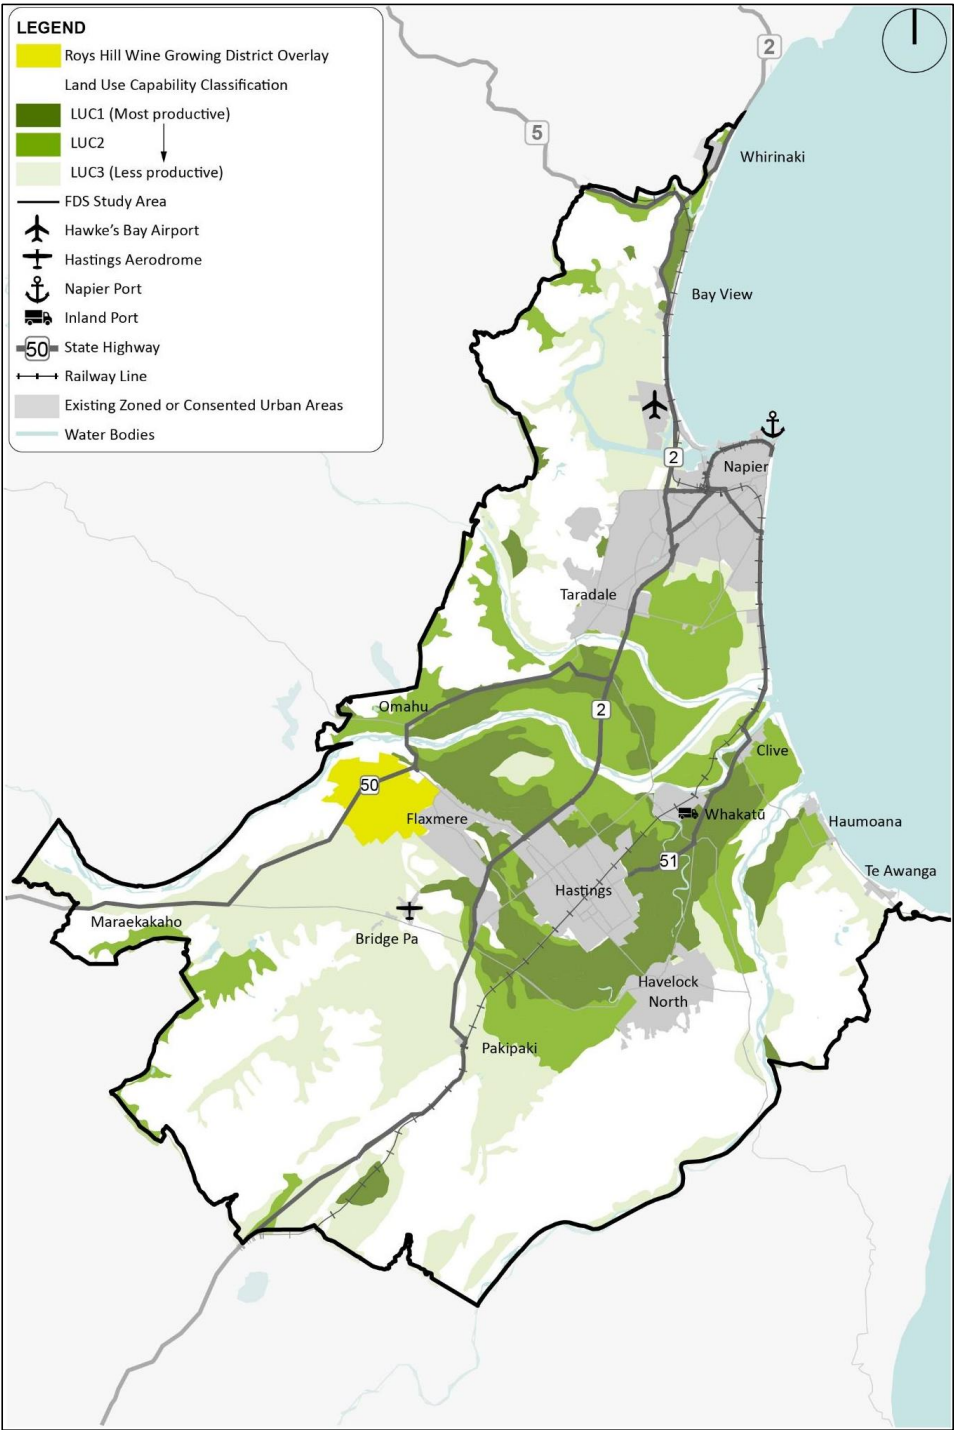 LEGEND
Roys Hill Wine Growing District Overlay
Land Use Capability Classification
LUC1 (Most productive)
LUC2
LUC3 (Less productive)
FDS Study Area
Hawke's Bay Airport
Hastings Aerodrome
Napier Port
Inland Port
50 State Highway
Railway Line
Existing Zoned or Consented Urban Areas
Water Bodies
2
5
Whirinaki
Bay View
2
Napier
Taradale
Omahu
2
Clive
50
Flaxmere
Whakatū
Haumoana
51
Te Awanga
Hastings
Maraekakaho
Bridge Pa
Havelock
North
Pakipaki